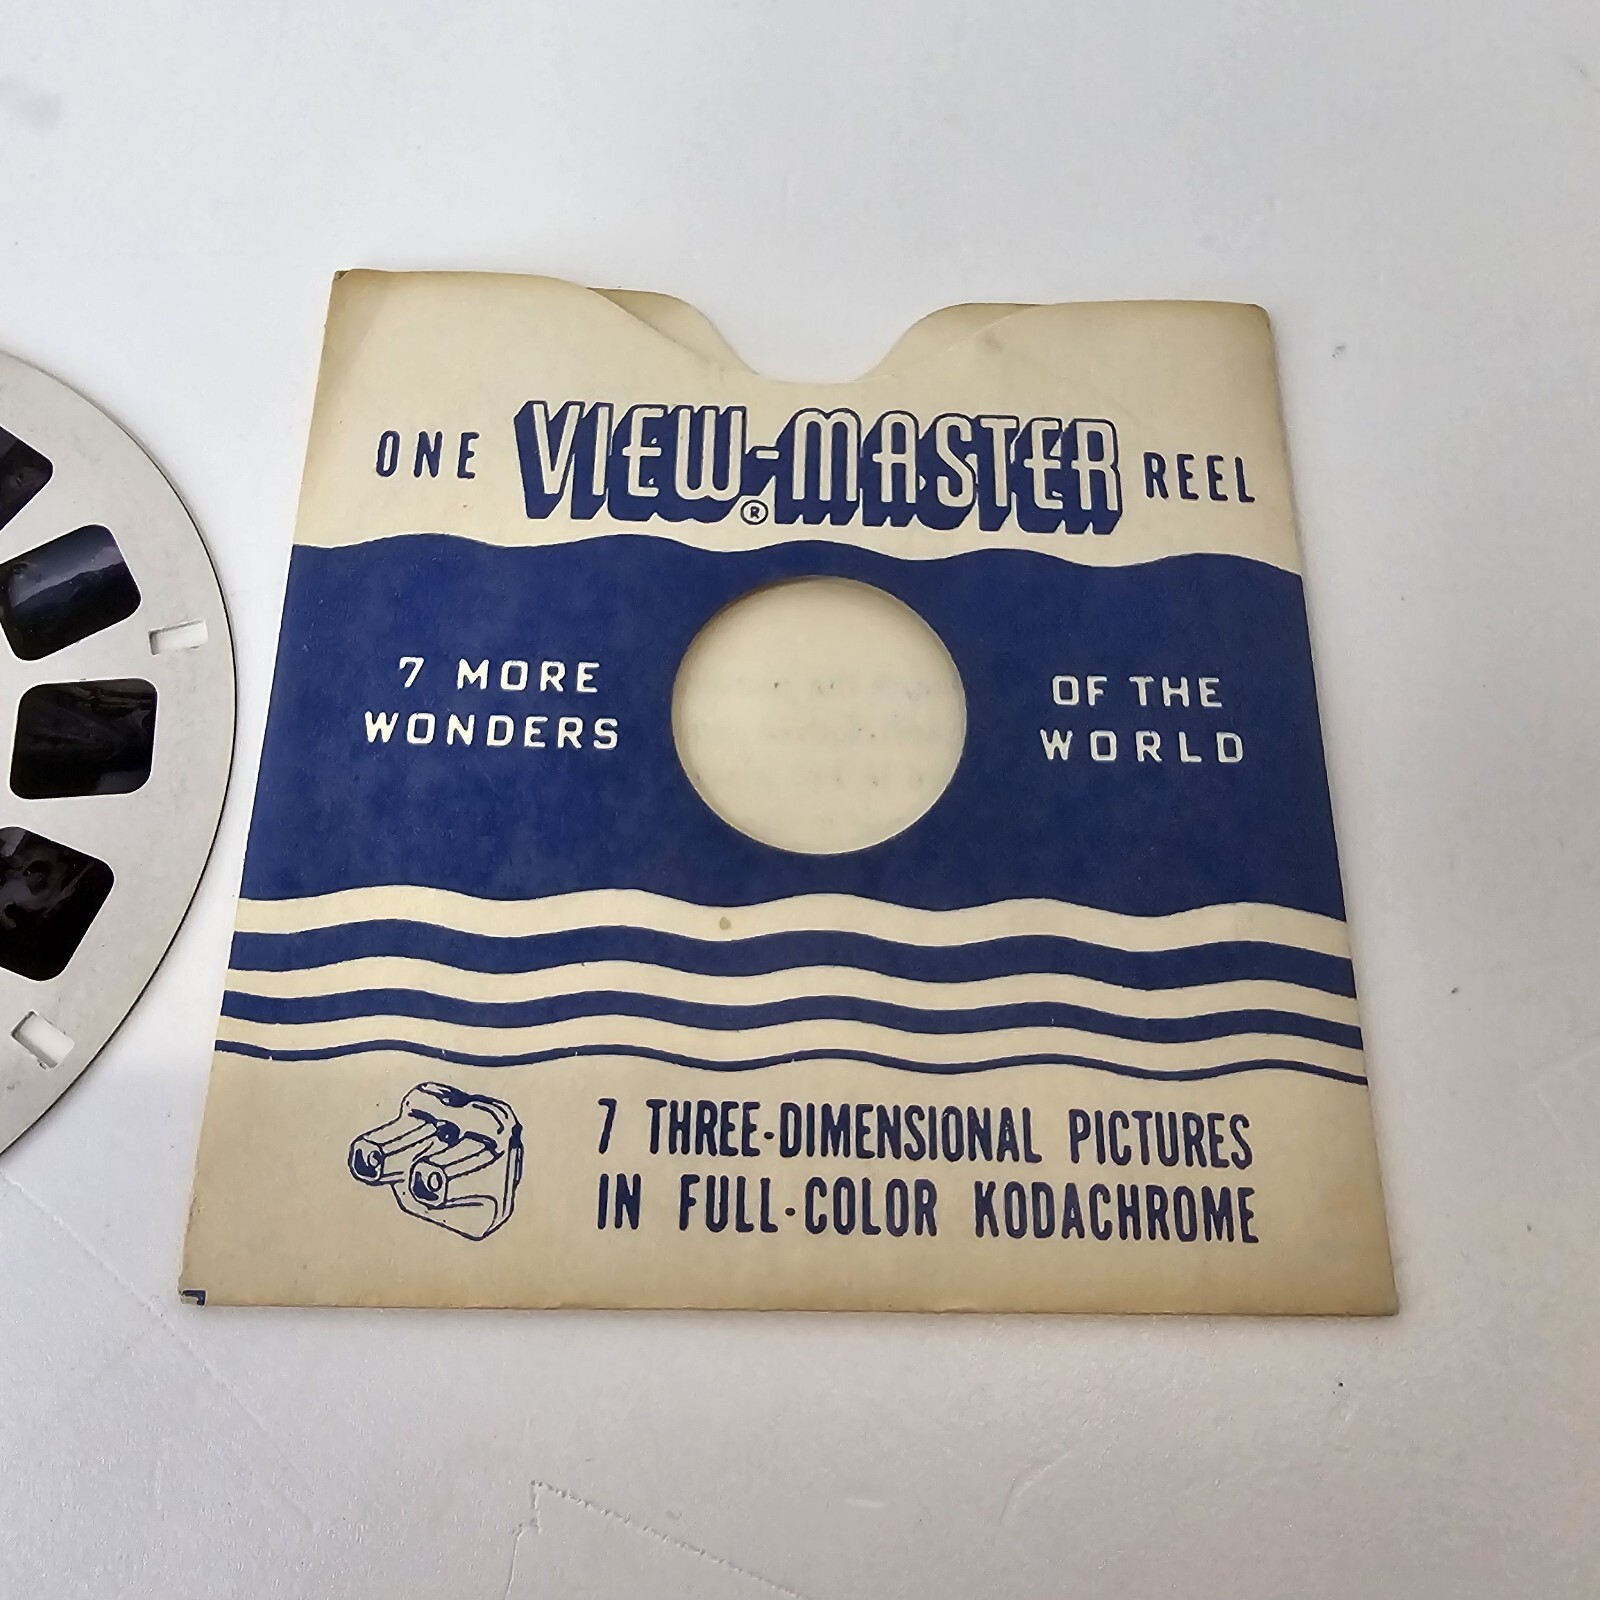 ONE VIEW-MASTER® REEL
7 MORE WONDERS
OF THE WORLD
7 THREE-DIMENSIONAL PICTURES
IN FULL-COLOR KODACHROME